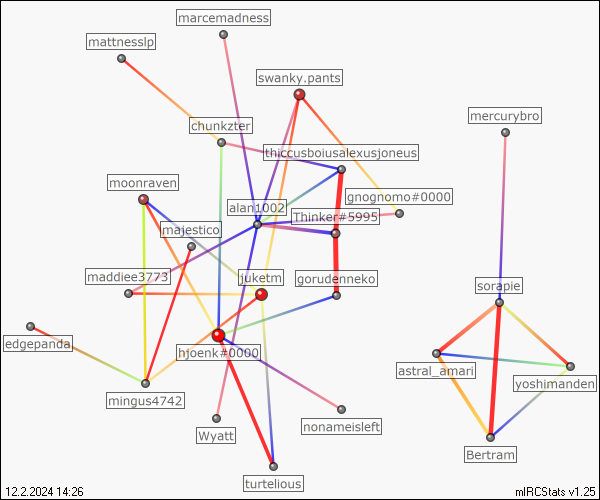 marcemadness
mattnesslp
swanky.pants
mercurybro
chunkzter
thiccusboiusalexusjoneus
moonraven
gnognomo#0000
alan1002
Thinker#5995
majestico
maddiee3773
juketm
gorudenneko
sorapie
edgepanda
hjoenk#0000
astral_amari
yoshimanden
mingus4742
Wyatt
nonameisleft
Bertram
turtelious
12.2.2024 14:26
mIRCStats v1.25